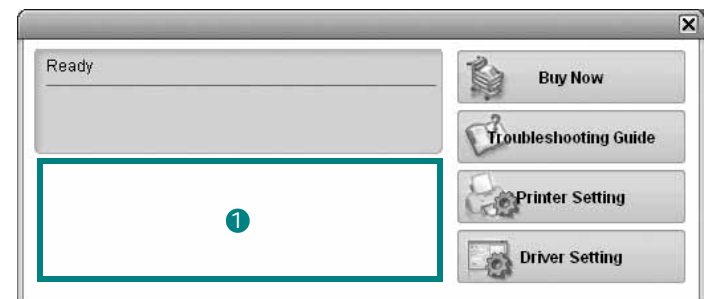 Ready
Buy Now
Troubleshooting Guide
Printer Setting
Driver Setting
1